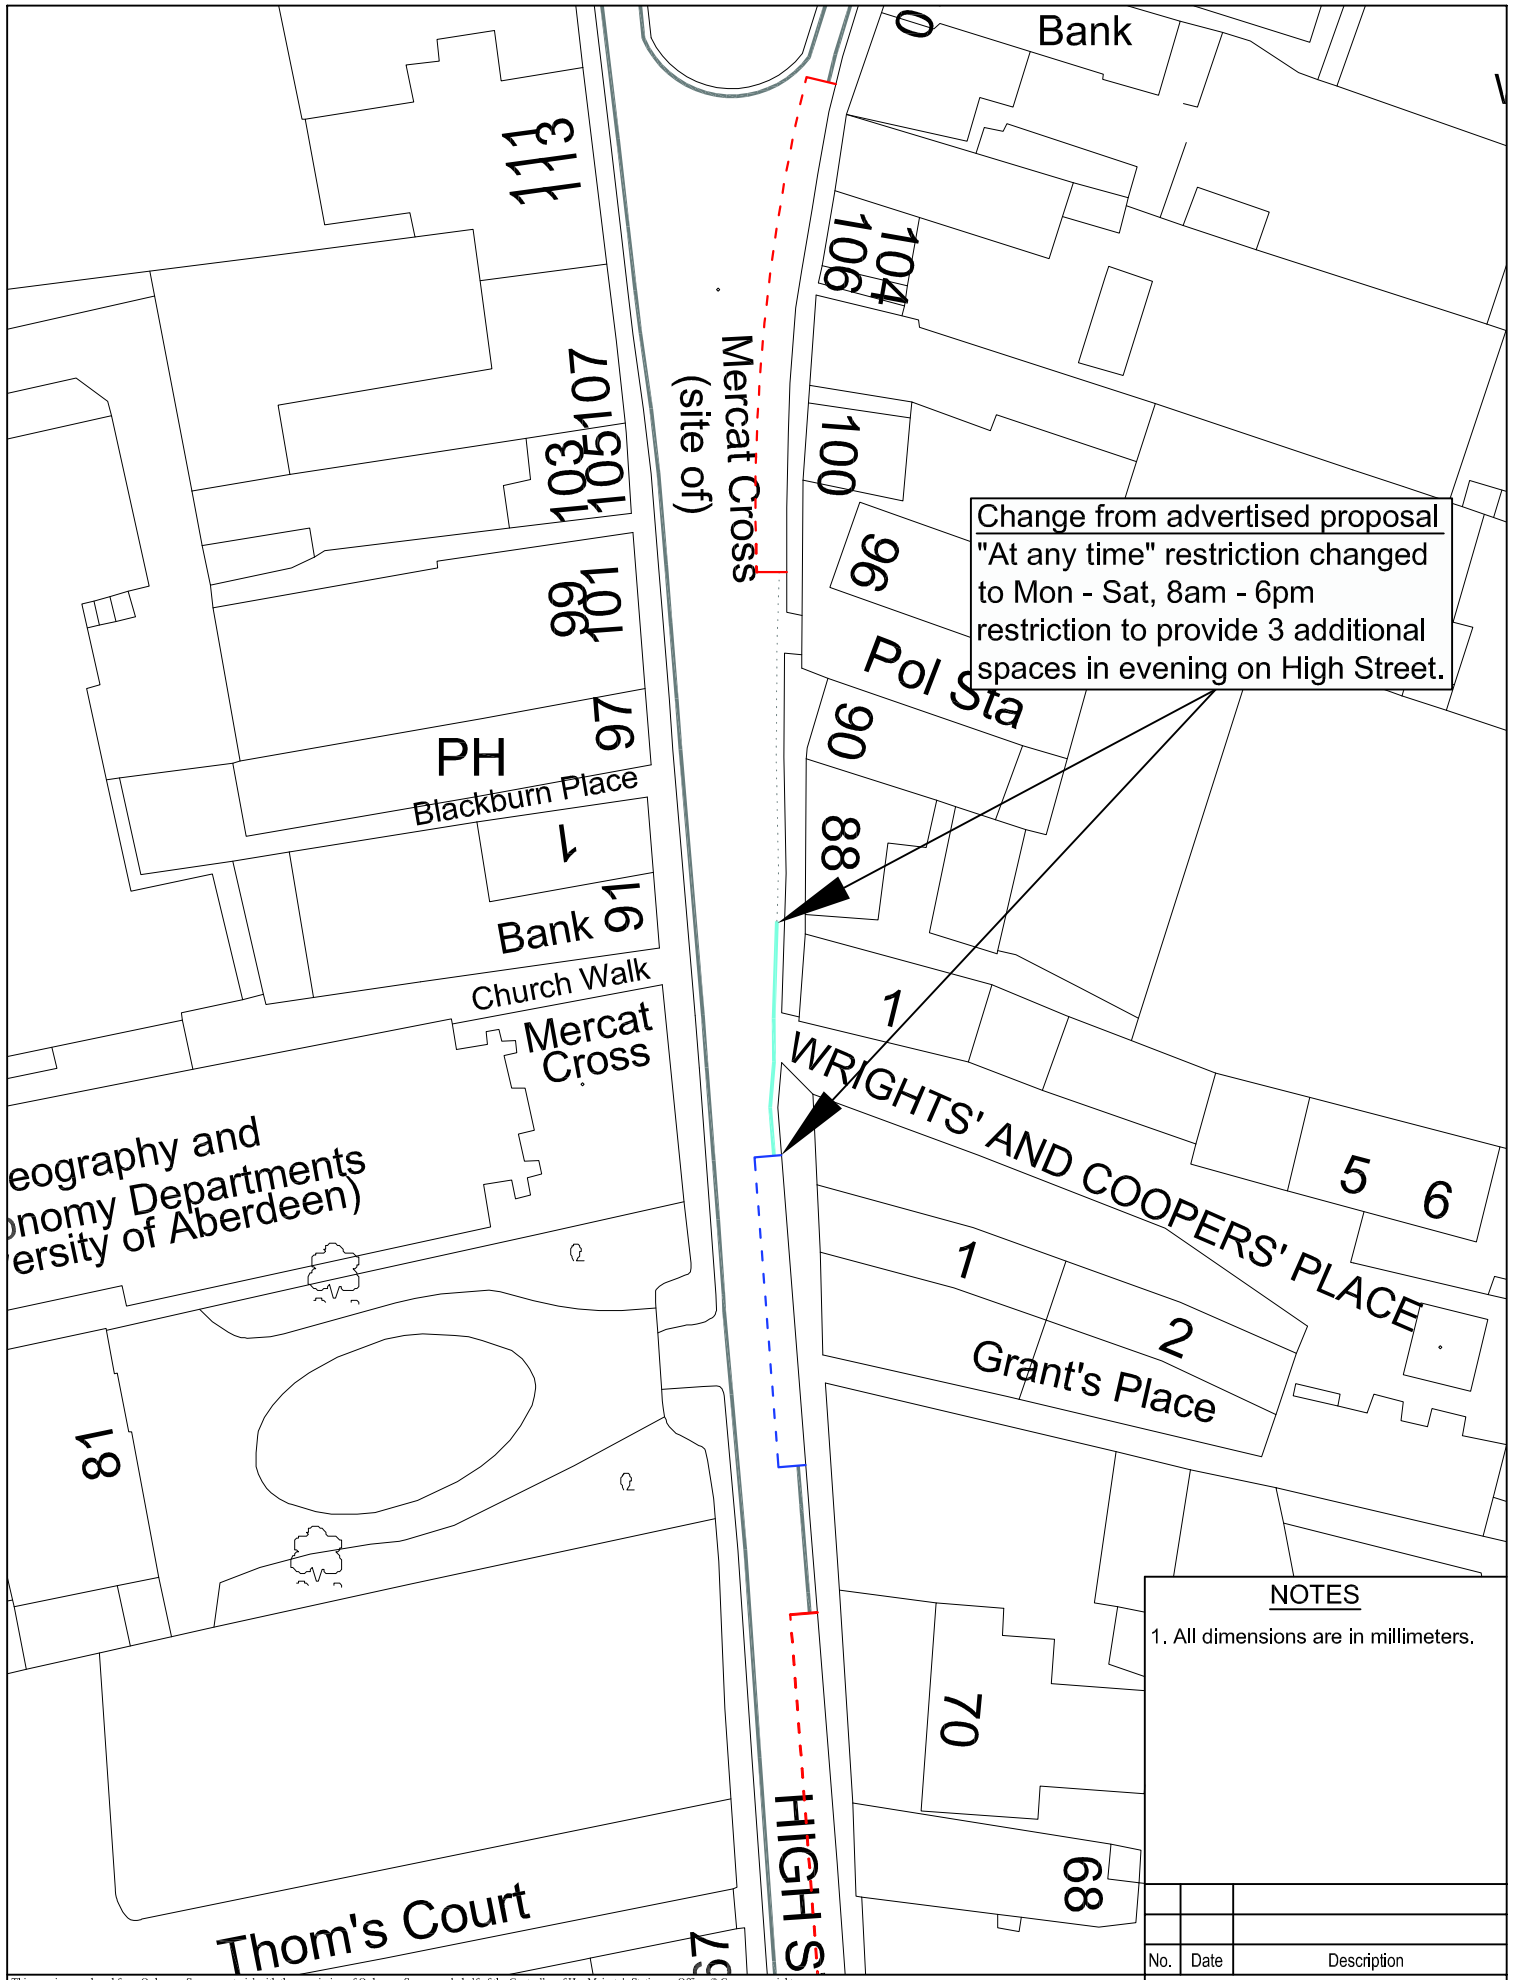 Bank
0
111
113
104
106
Mercat Cross
(site of)
107
105
103
100
Change from advertised proposal
"At any time" restriction changed
to Mon - Sat, 8am - 6pm
restriction to provide 3 additional
spaces in evening on High Street.
96
99
101
Pol Sta
97
90
PH
Blackburn Place
1
88
91
Bank
Church Walk
Mercat
Cross
1
WRIGHTS' AND COOPERS' PLACE
eography and
onomy Departments
ersity of Aberdeen)
5
6
1
2
Grant's Place
81
NOTES
1. All dimensions are in millimeters.
70
HIGH S
68
Thom's Court
67
No. Date Description